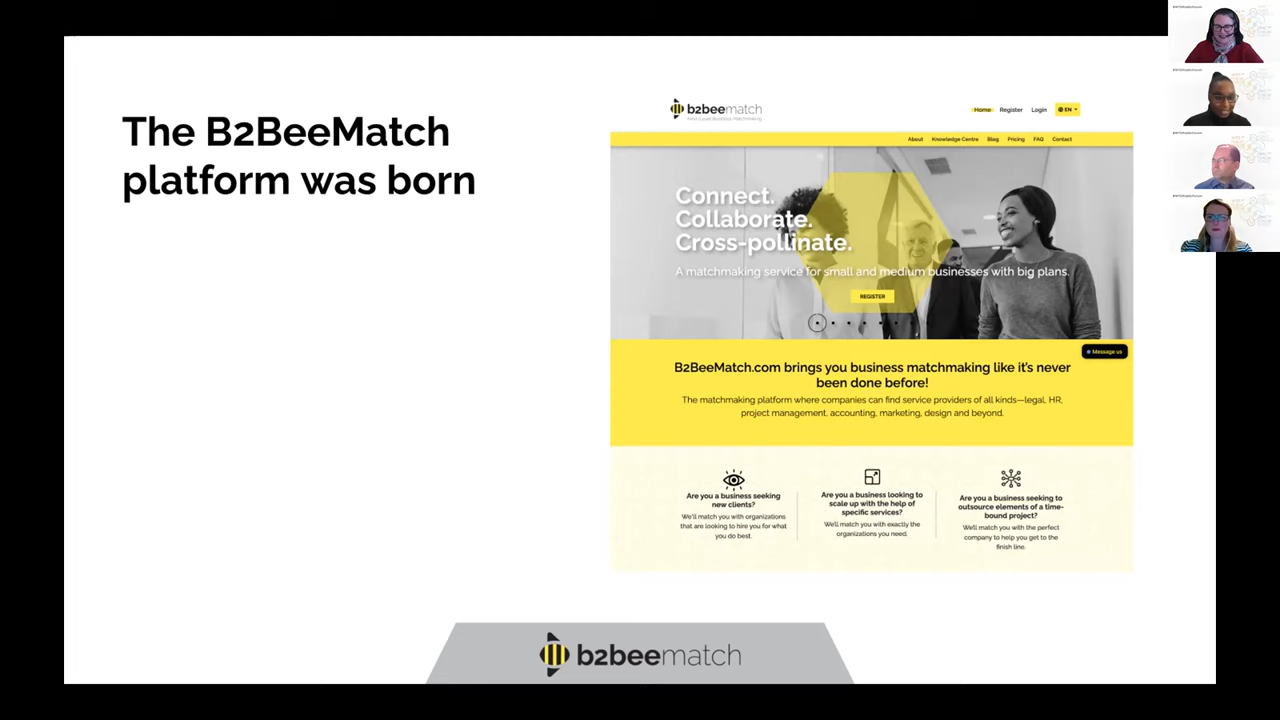 The B2BeeMatch
platform was born
b2beematch
Home Register Login EN
About Knowledge Centre Blog Pricing FAQ Contact
Connect.
Collaborate.
Cross-pollinate.
A matchmaking service for small and medium businesses with big plans.
REGISTER
Message us
B2BeeMatch.com brings you business matchmaking like it's never
been done before!
The matchmaking platform where companies can find service providers of all kinds—legal, HR,
project management, accounting, marketing, design and beyond.
Are you a business seeking
new clients?
We'll match you with organizations
that are looking to hire you for what
you do best.
Are you a business looking to
scale up with the help of
specific services?
We'll match you with exactly the
organizations you need.
Are you a business seeking to
outsource elements of a time-
bound project?
We'll match you with the perfect
company to help you get to the
finish line.
b2beematch